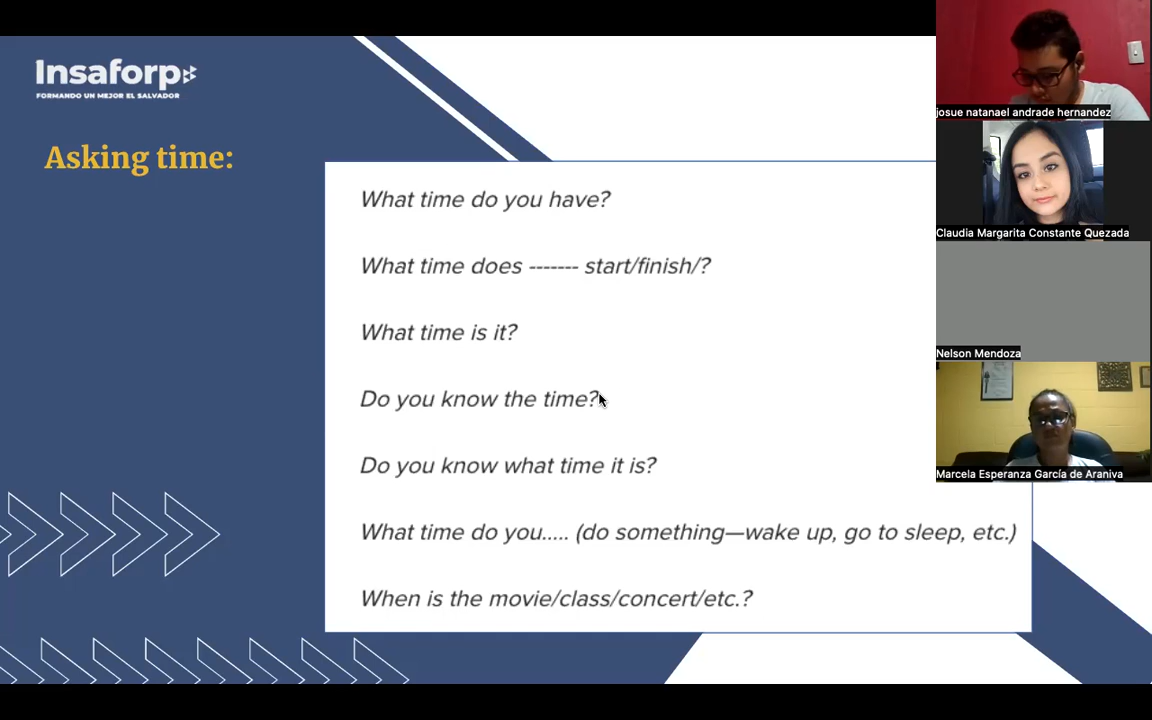 Insaforp
FORMANDO UN MEJOR EL SALVADOR
Asking time:
What time do you have?
What time does ------- start/finish/?
What time is it?
Do you know the time?
Do you know what time it is?
What time do you..... (do something—wake up, go to sleep, etc.)
When is the movie/class/concert/etc.?
josue natanael andrade hernandez
Claudia Margarita Constante Quezada
Nelson Mendoza
Marcela Esperanza García de Araniva